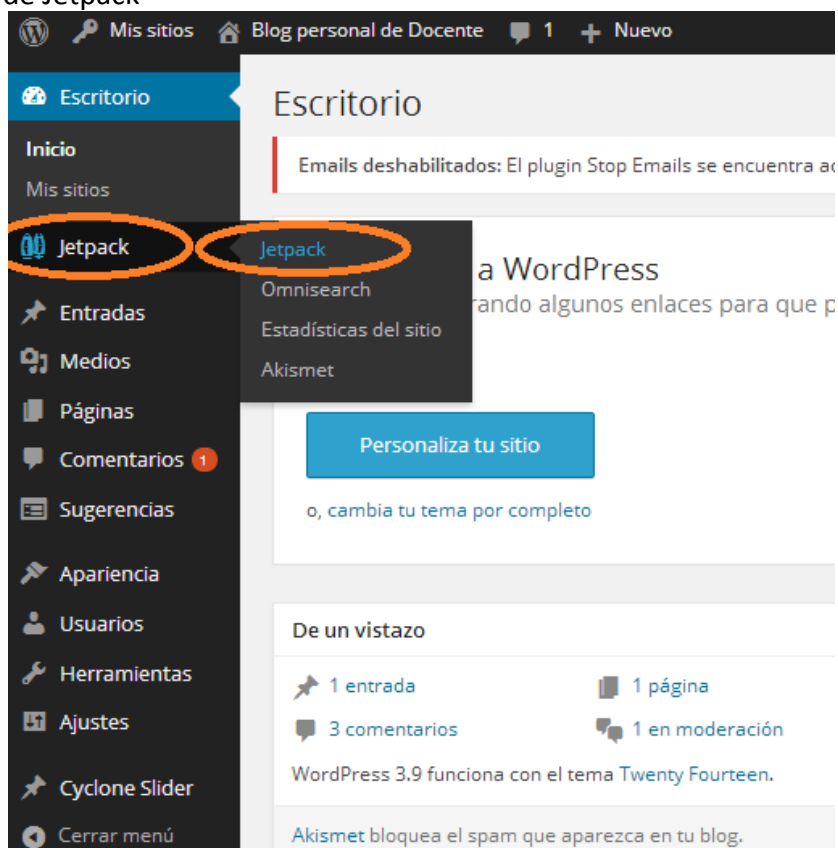 de Jetpack
Mis sitios Blog personal de Docente 1 + Nuevo
Escritorio
Inicio
Mis sitios
Jetpack
Entradas
Medios
Páginas
Comentarios 1
Sugerencias
Apariencia
Usuarios
Herramientas
Ajustes
Cyclone Slider
Cerrar menú
Jetpack
Omnisearch
Estadísticas del sitio
Akismet
Escritorio
Emails deshabilitados: El plugin Stop Emails se encuentra
a WordPress
algunos enlaces para que
Personaliza tu sitio
o, cambia tu tema por completo
De un vistazo
1 entrada 1 página
3 comentarios 1 en moderación
WordPress 3.9 funciona con el tema Twenty Fourteen.
Akismet bloquea el spam que aparezca en tu blog.